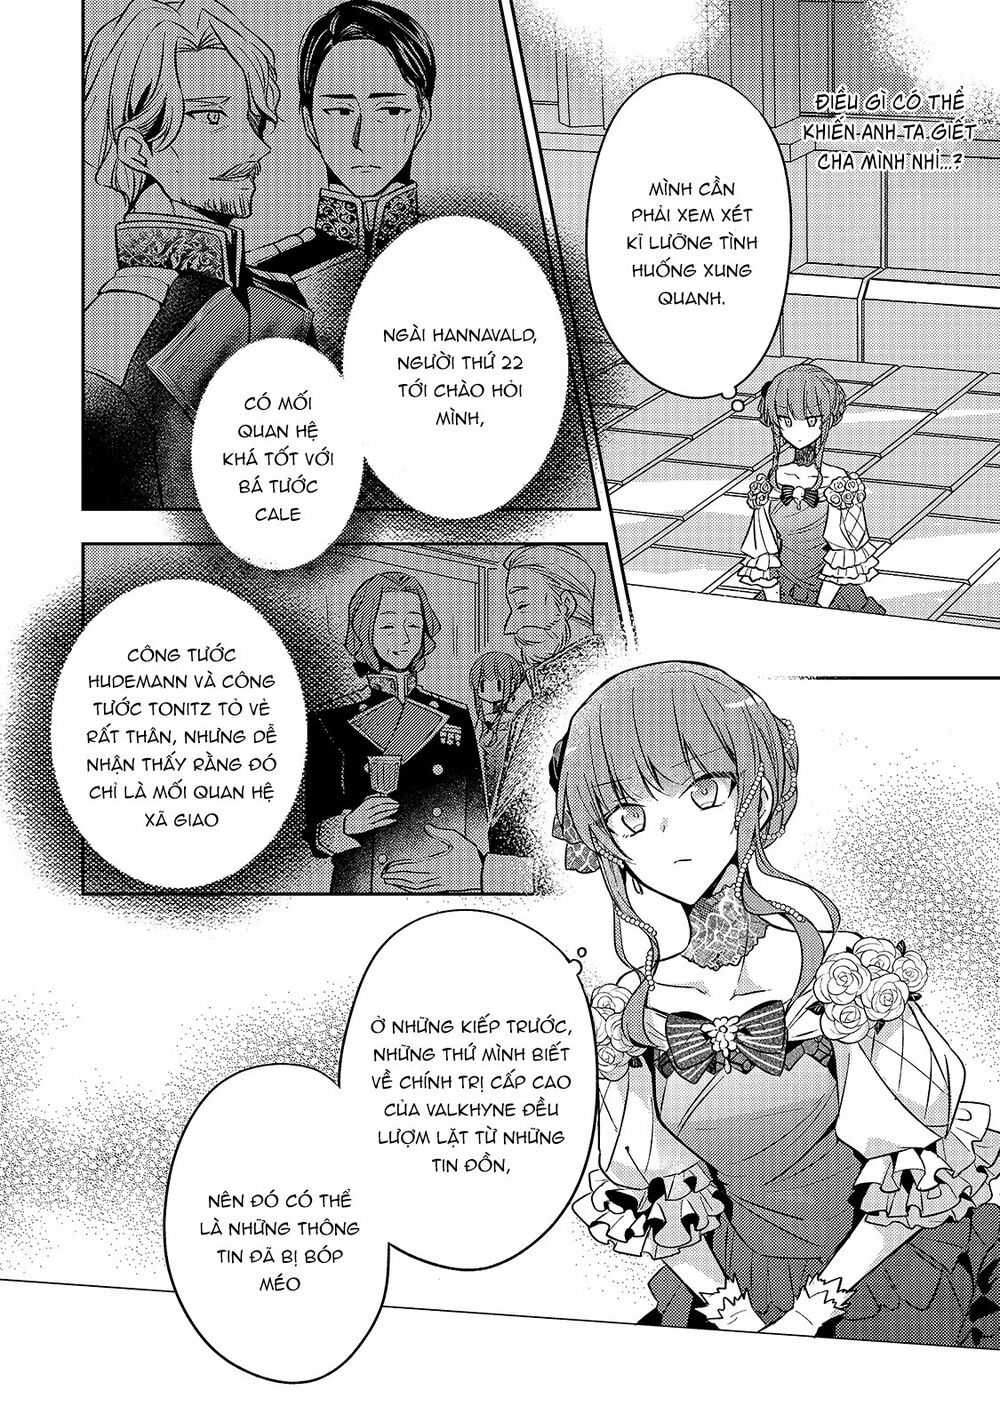 ĐIỀU GÌ CÓ THỂ
KHIẾN ANH TA GIẾT
CHA MÌNH NHỈ...?
MÌNH CẦN
PHẢI XEM XÉT
KĨ LƯỠNG TÌNH
HUỐNG XUNG
QUANH.
NGÀI HANNAVALD,
NGƯỜI THỨ 22
TỚI CHÀO HỎI
MÌNH,
CÓ MỐI
QUAN HỆ
KHÁ TỐT VỚI
BÁ TƯỚC
CALE
CÔNG TƯỚC
HUDEMANN VÀ CÔNG
TƯỚC TONITZ TỎ VẺ
RẤT THÂN, NHƯNG DỄ
NHẬN THẤY RẰNG ĐÓ
CHỈ LÀ MỐI QUAN HỆ
XÃ GIAO
Ở NHỮNG KIẾP TRƯỚC,
NHỮNG THỨ MÌNH BIẾT
VỀ CHÍNH TRỊ CẤP CAO
CỦA VALKHYNE ĐỀU
LƯỢM LẶT TỪ NHỮNG
TIN ĐỒN,
NÊN ĐÓ CÓ THỂ
LÀ NHỮNG THÔNG
TIN ĐÃ BỊ BÓP
MÉO